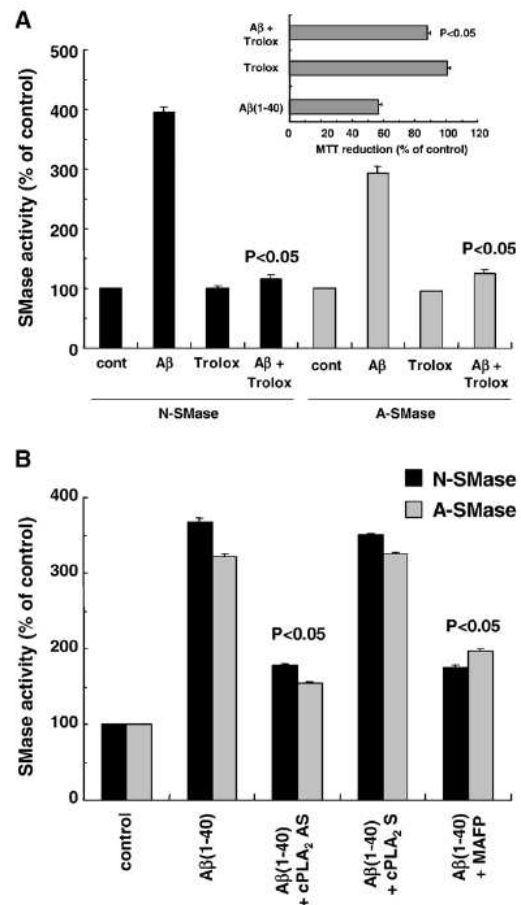 A
SMase activity (% of control)
500
400
300
200
100
0
cont
Aβ
Trolox
Aβ +
Trolox
cont
Aβ
Trolox
Aβ +
Trolox
N-SMase
A-SMase
P<0.05
P<0.05
Aβ +
Trolox
Trolox
Aβ(1-40)
P<0.05
0 20 40 60 80 100 120
MTT reduction (% of control)
B
N-SMase
A-SMase
SMase activity (% of control)
400
300
200
100
0
P<0.05
P<0.05
control
Aβ(1-40)
Aβ(1-40)
+ cPLA₂ AS
Aβ(1-40)
+ cPLA₂ S
Aβ(1-40)
+ MAFP